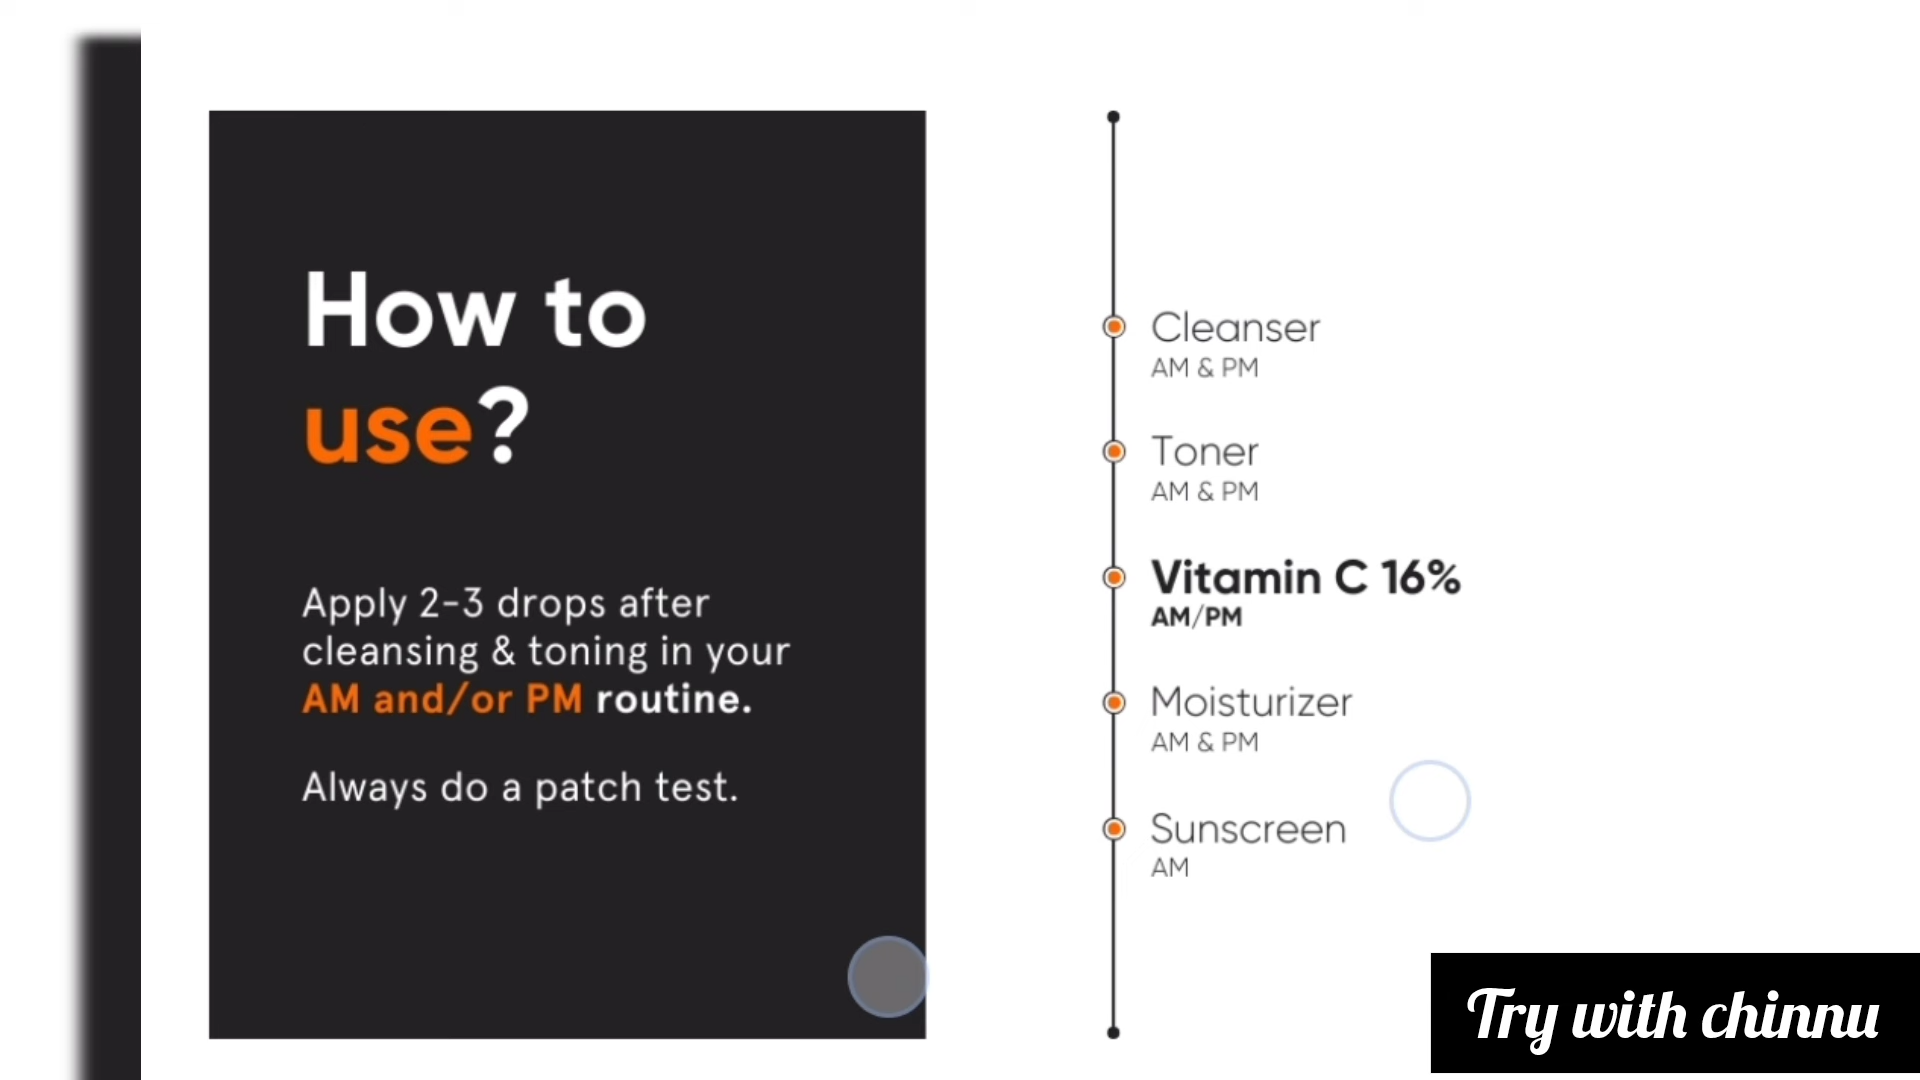 How to
use?
Apply 2-3 drops after
cleansing & toning in your
AM and/or PM routine.
Always do a patch test.
Cleanser
AM & PM
Toner
AM & PM
Vitamin C 16%
AM/PM
Moisturizer
AM & PM
Sunscreen
AM
Try with chinnu